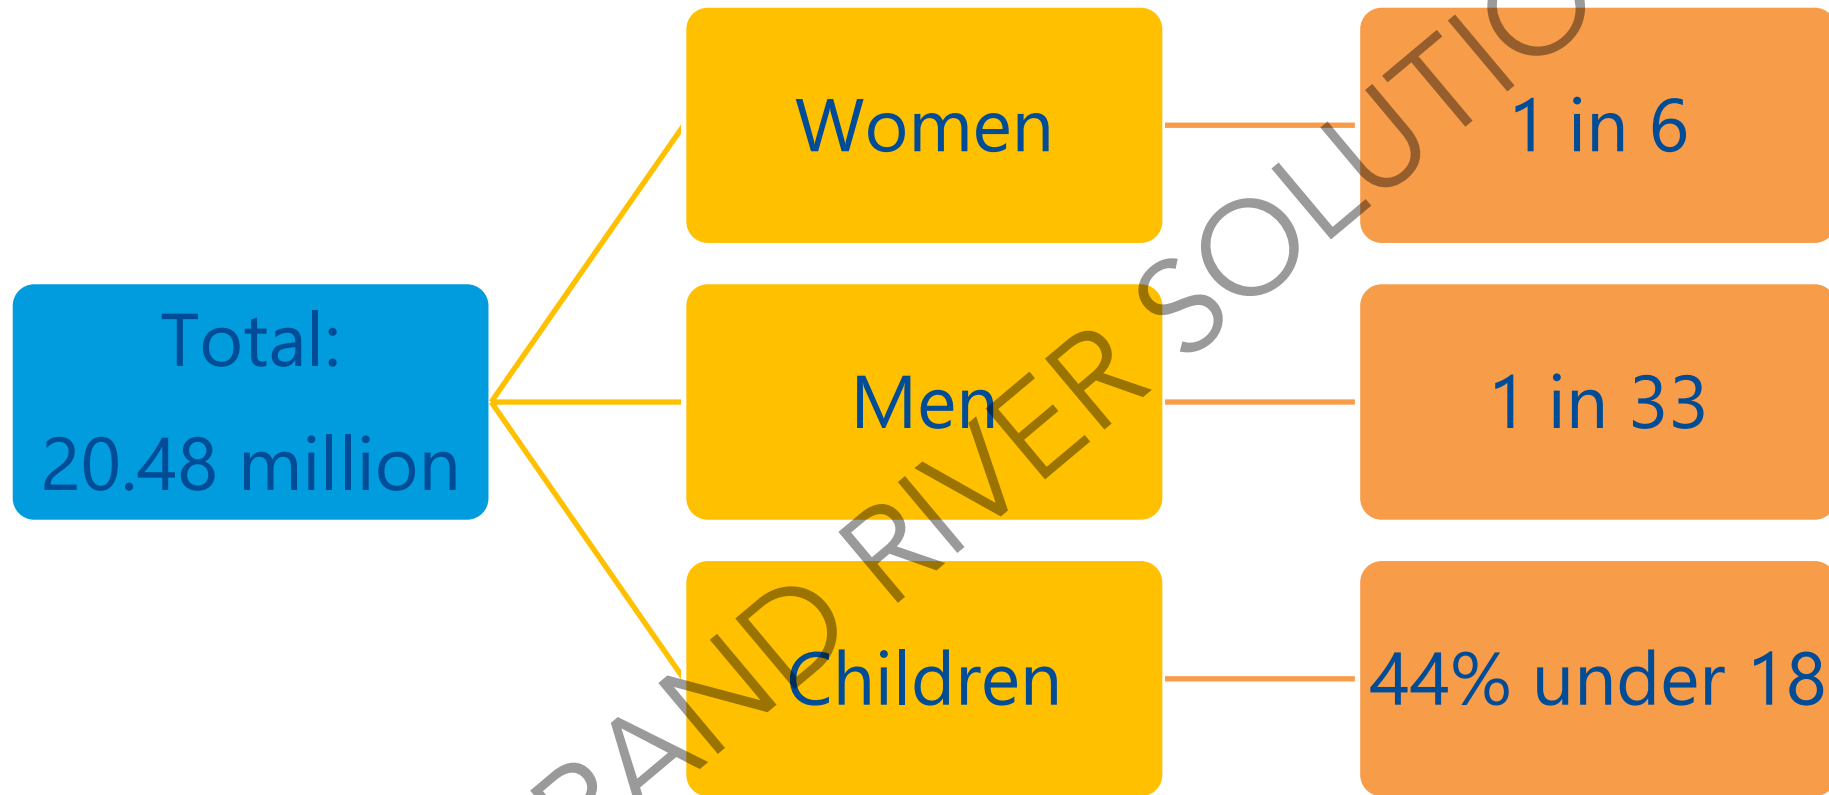 Women
1 in 6
Total:
20.48 million
Men
1 in 33
Children
44% under 18
RAND RIVER SOLUTIO